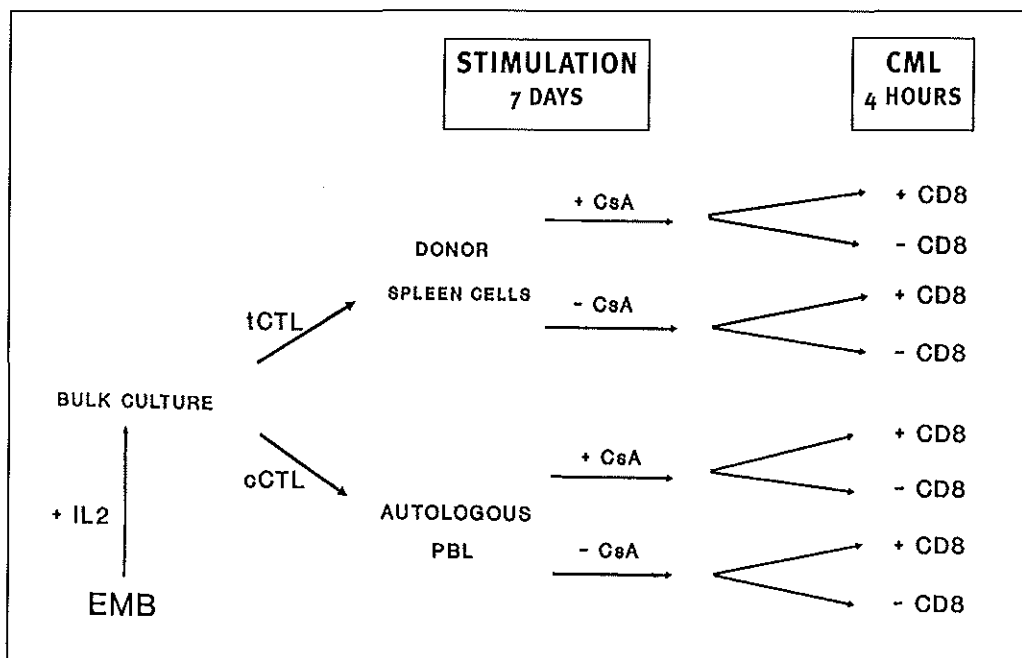 STIMULATION
7 DAYS
CML
4 HOURS
+ CsA
+ CD8
- CD8
DONOR
SPLEEN CELLS
- CsA
+ CD8
- CD8
tCTL
BULK CULTURE
cCTL
+ IL2
EMB
AUTOLOGOUS
PBL
+ CsA
+ CD8
- CD8
- CsA
+ CD8
- CD8